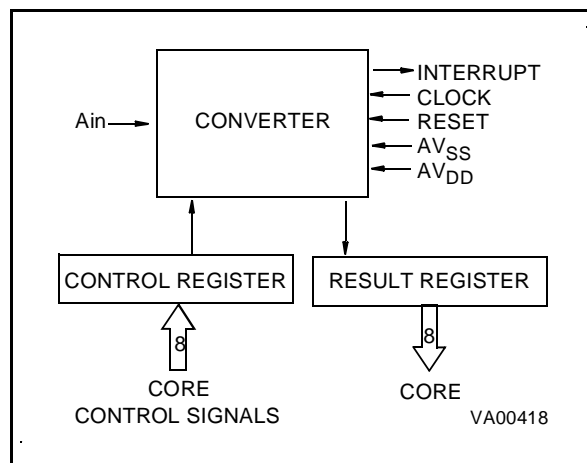 INTERRUPT
CLOCK
Ain
CONVERTER
RESET
AVSS
AVDD
CONTROL REGISTER
RESULT REGISTER
8
8
CORE
CONTROL SIGNALS
CORE
VA00418